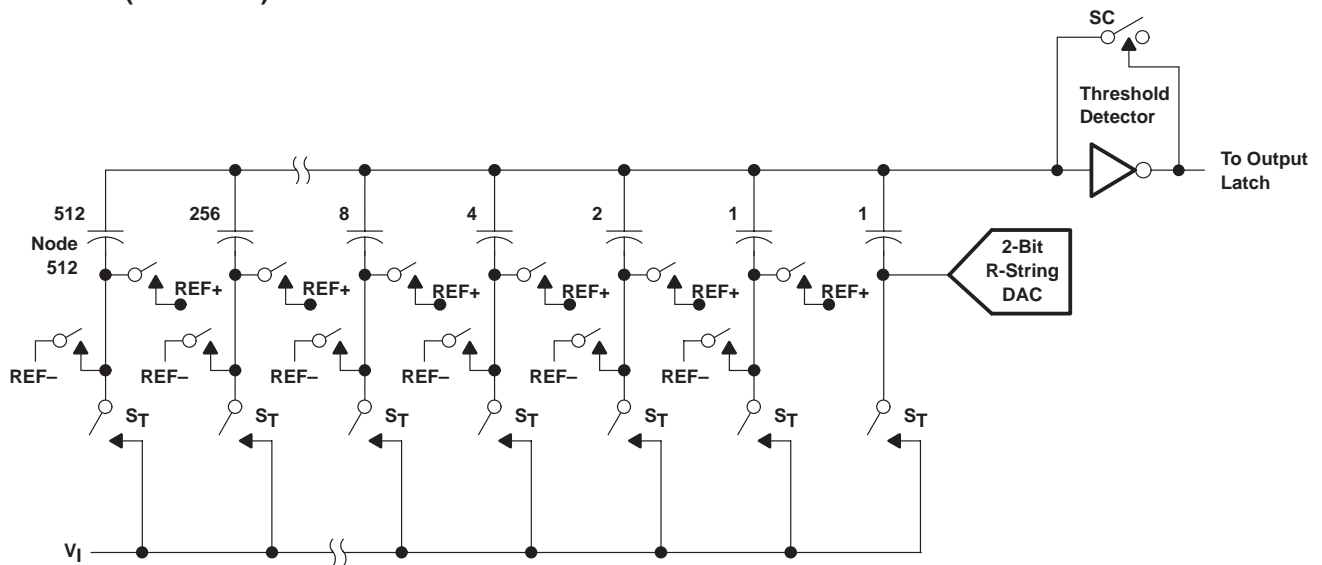 SC
Threshold
Detector
To Output
Latch
512
256
8
4
2
1
1
Node
512
2-Bit
R-String
DAC
REF+
REF+
REF+
REF+
REF+
REF+
REF–
REF–
REF–
REF–
REF–
REF–
ST
ST
ST
ST
ST
ST
ST
VI